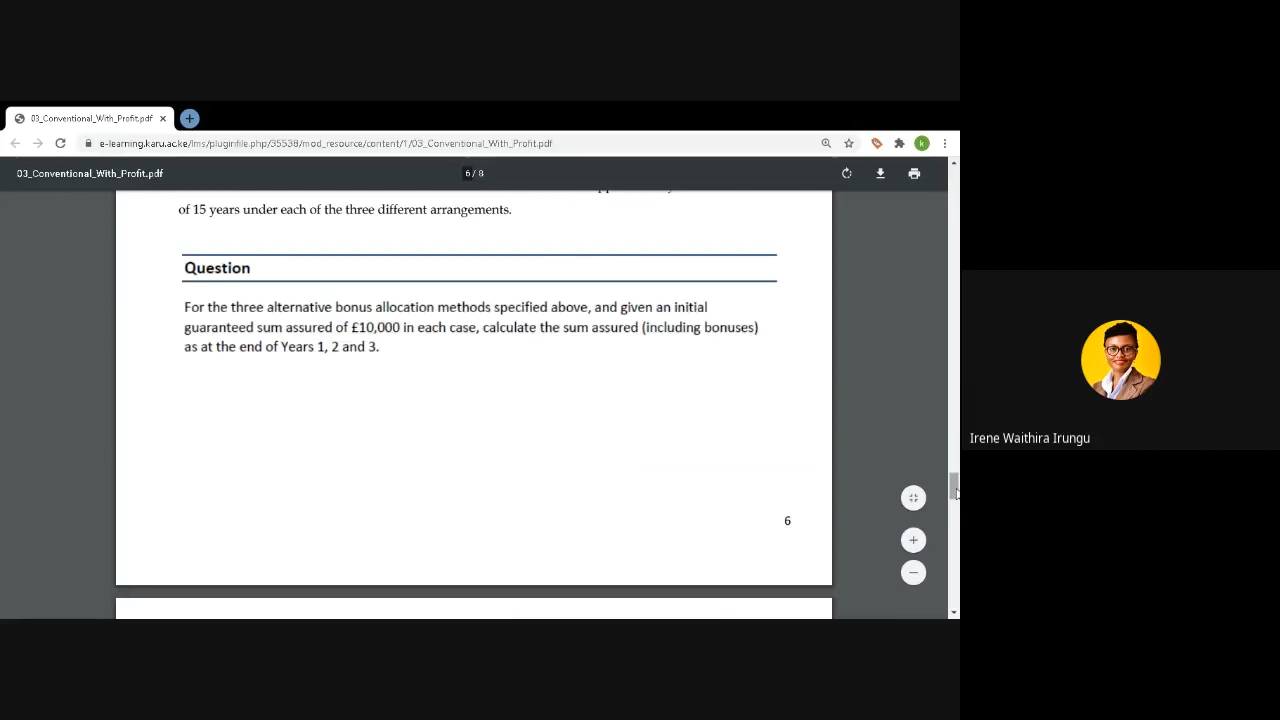 03_Conventional_With_Profit.pdf
e-learning.karu.ac.ke/lms/pluginfile.php/35538/mod_resource/content/1/03_Conventional_With_Profit.pdf
k
03_Conventional_With_Profit.pdf
6 / 8
of 15 years under each of the three different arrangements.
Question
For the three alternative bonus allocation methods specified above, and given an initial
guaranteed sum assured of £10,000 in each case, calculate the sum assured (including bonuses)
as at the end of Years 1, 2 and 3.
6
Irene Waithira Irungu